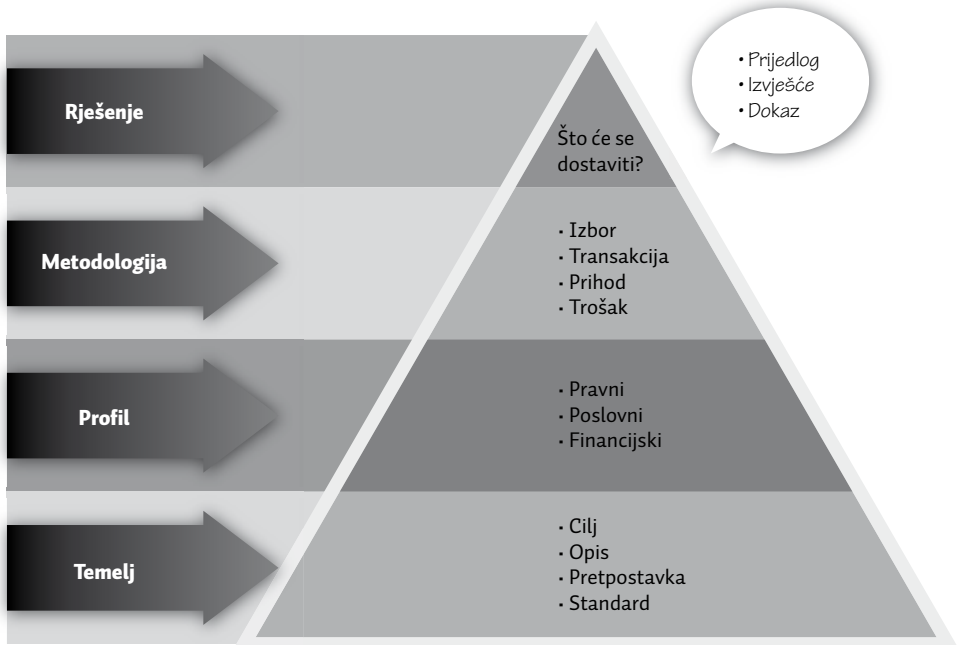 • Prijedlog
• Izvješće
• Dokaz
Rješenje
Što će se
dostaviti?
Metodologija
• Izbor
• Transakcija
• Prihod
• Trošak
Profil
• Pravni
• Poslovni
• Financijski
Temelj
• Cilj
• Opis
• Pretpostavka
• Standard